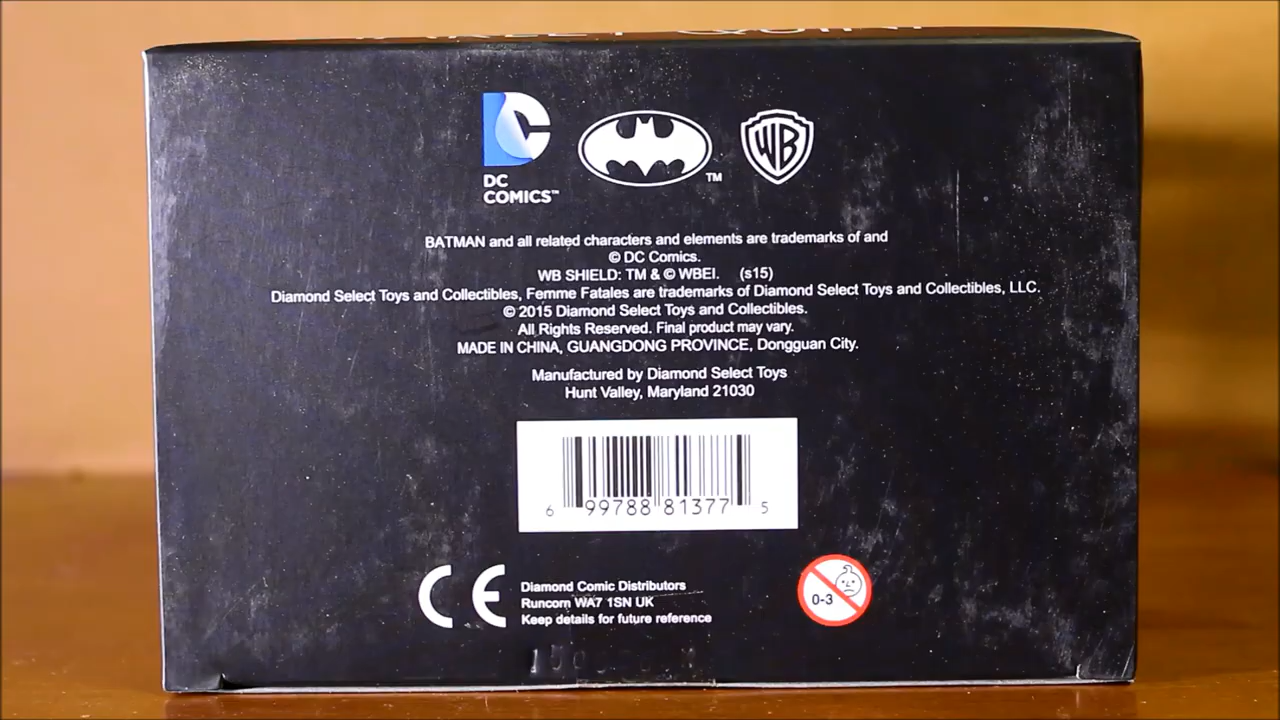 DC
COMICS™
™
WB
BATMAN and all related characters and elements are trademarks of and
© DC Comics.
WB SHIELD: TM & © WBEI. (s15)
Diamond Select Toys and Collectibles, Femme Fatales are trademarks of Diamond Select Toys and Collectibles, LLC.
© 2015 Diamond Select Toys and Collectibles.
All Rights Reserved. Final product may vary.
MADE IN CHINA, GUANGDONG PROVINCE, Dongguan City.
Manufactured by Diamond Select Toys
Hunt Valley, Maryland 21030
6 99788 81377 5
CE
Diamond Comic Distributors
Runcorn WA7 1SN UK
Keep details for future reference
0-3